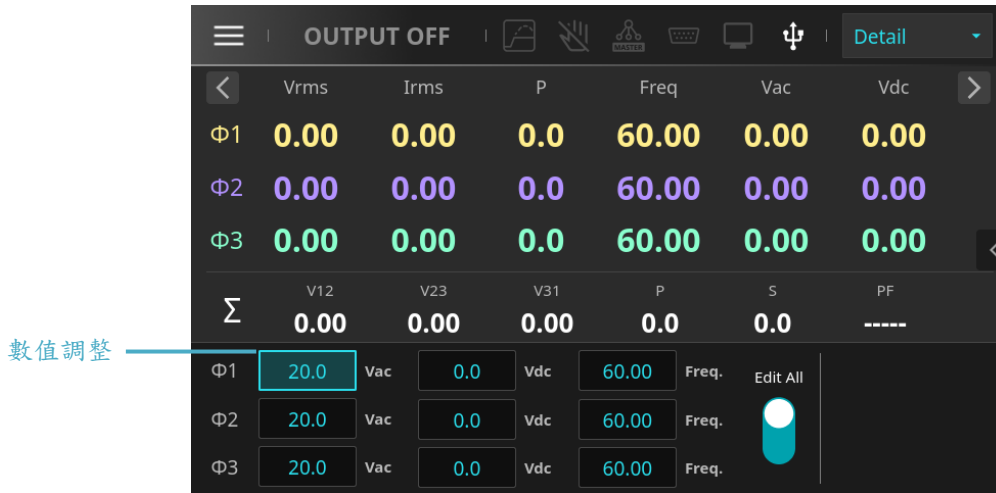 OUTPUT OFF MASTER Detail
Vrms Irms P Freq Vac Vdc
Φ1 0.00 0.00 0.0 60.00 0.00 0.00
Φ2 0.00 0.00 0.0 60.00 0.00 0.00
Φ3 0.00 0.00 0.0 60.00 0.00 0.00
V12 V23 V31 P S PF
Σ 0.00 0.00 0.00 0.0 0.0 -----
數值調整
Φ1 20.0 Vac 0.0 Vdc 60.00 Freq. Edit All
Φ2 20.0 Vac 0.0 Vdc 60.00 Freq.
Φ3 20.0 Vac 0.0 Vdc 60.00 Freq.